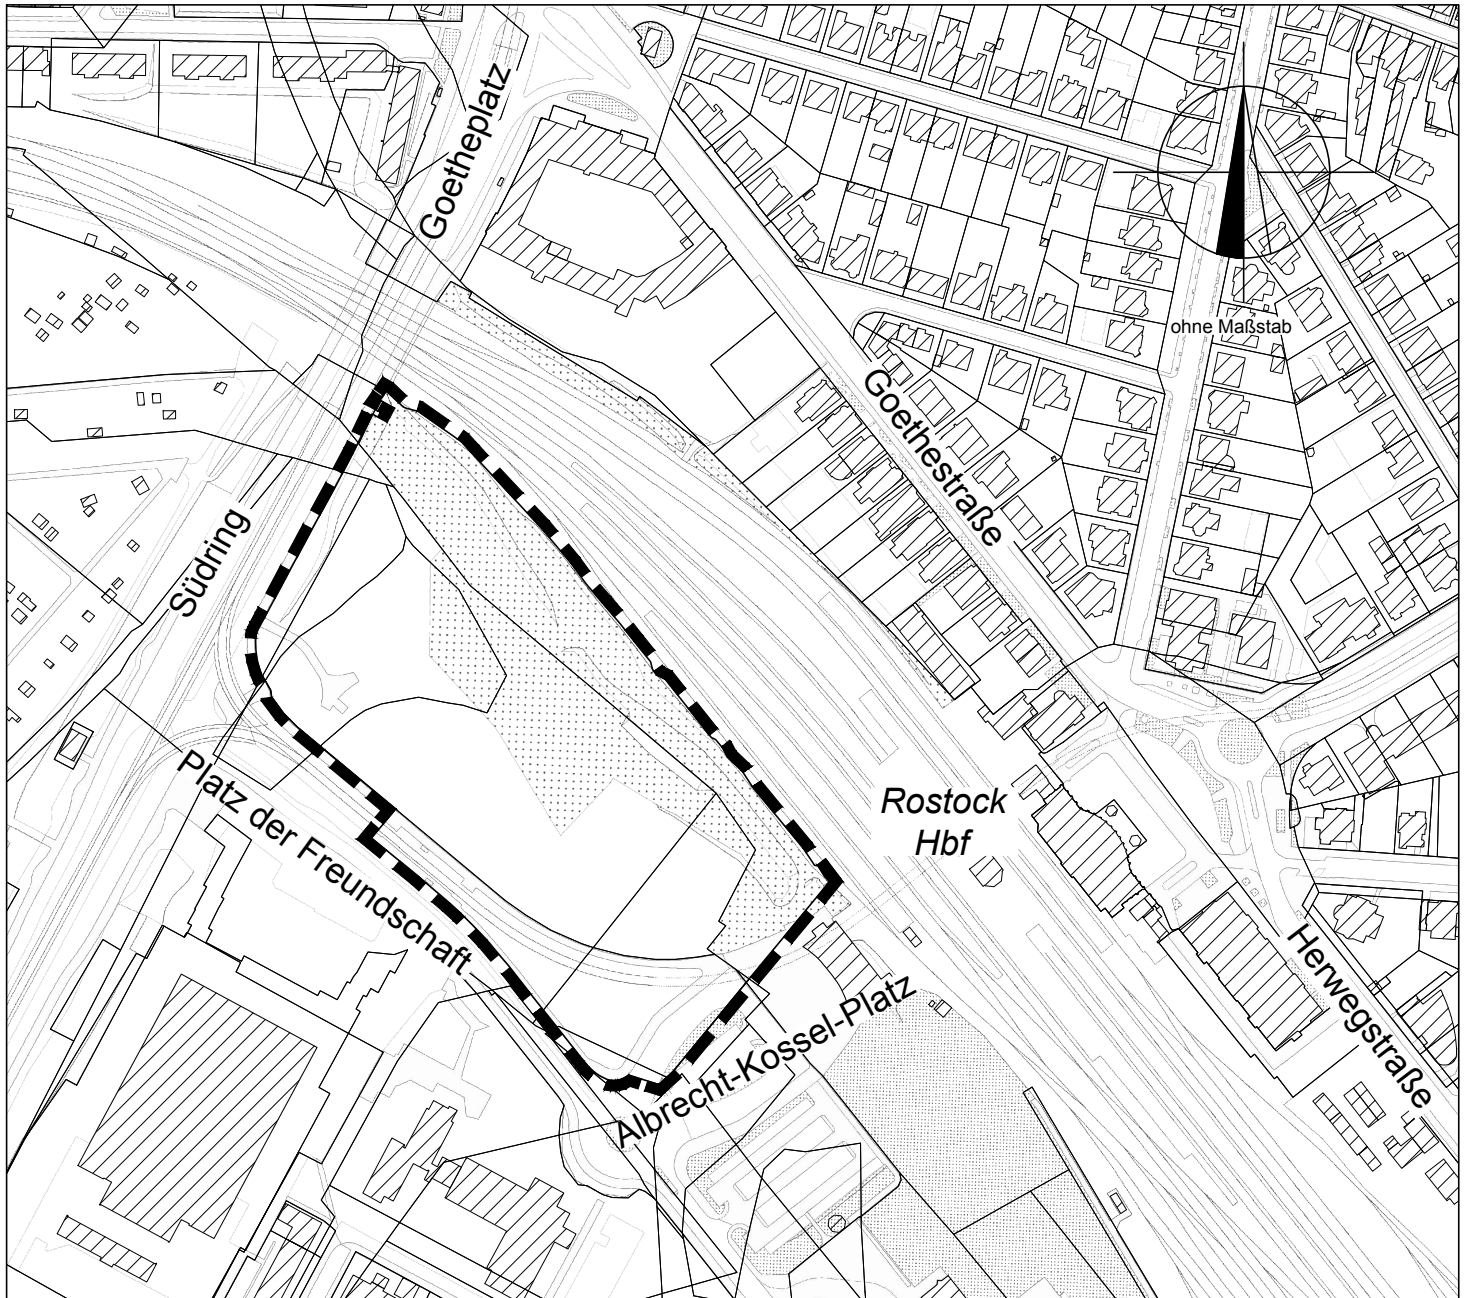 Goetheplatz
ohne Maßstab
Goethestraße
Südring
Platz der Freundschaft
Rostock
Hbf
Albrecht-Kossel-Platz
Herwegstraße